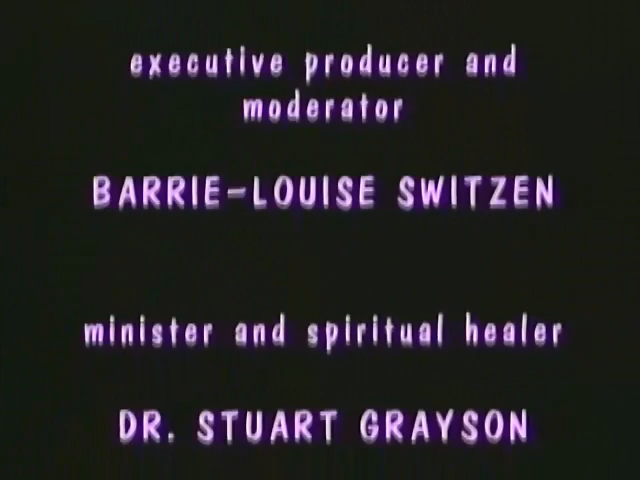 executive producer and
moderator
BARRIE-LOUISE SWITZEN
minister and spiritual healer
DR. STUART GRAYSON